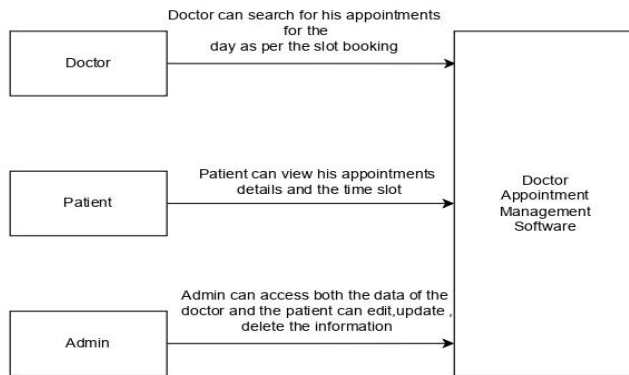 Doctor can search for his appointments
for the
day as per the slot booking
Doctor
Patient can view his appointments
details and the time slot
Patient
Doctor
Appointment
Management
Software
Admin can access both the data of the
doctor and the patient can edit,update ,
delete the information
Admin